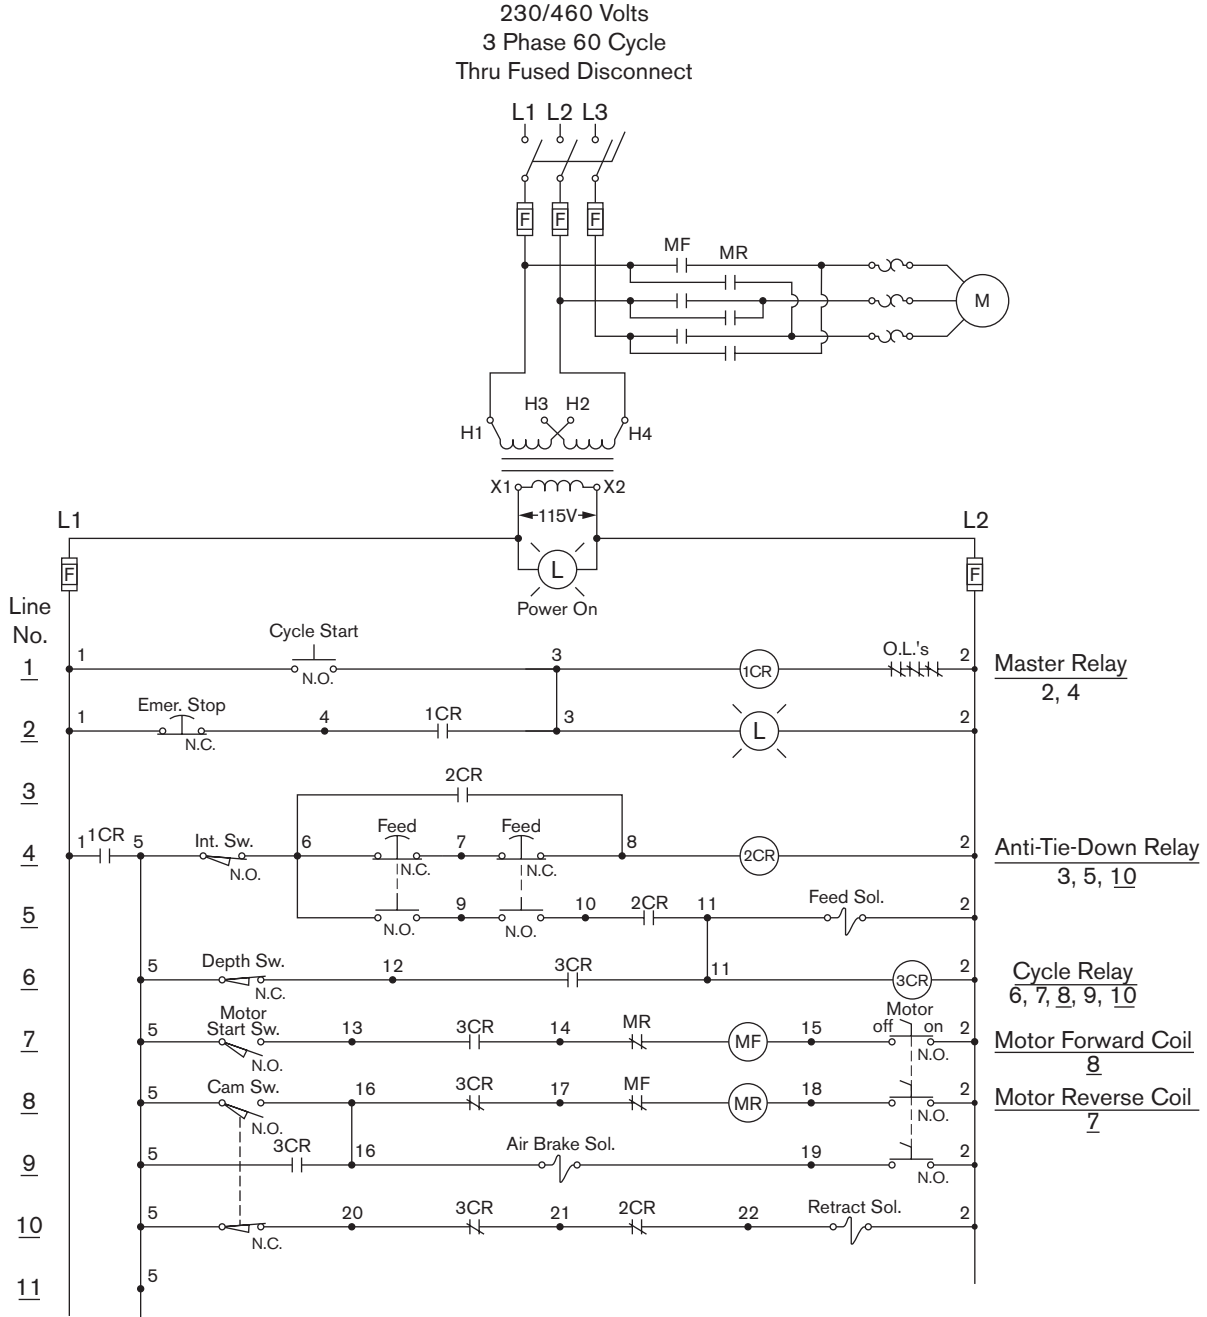 230/460 Volts
3 Phase 60 Cycle
Thru Fused Disconnect
L1 L2 L3
F F F
MF MR
M
H3 H2
H1 H4
X1 X2
115V
L1 L2
F L F
Power On
Line
No.
Cycle Start
1 1 N.O. 3 1CR O.L.'s 2 Master Relay
2, 4
Emer. Stop
2 1 N.C. 4 1CR 3 L 2
3 2CR
4 1 1CR 5 Int. Sw. N.O. 6 Feed N.C. 7 Feed N.C. 8 2CR 2 Anti-Tie-Down Relay
3, 5, 10
5 N.O. 9 N.O. 10 2CR 11 Feed Sol. 2
6 5 Depth Sw. N.C. 12 3CR 11 3CR 2 Cycle Relay
6, 7, 8, 9, 10
Motor
off on
7 5 Motor Start Sw. N.O. 13 3CR 14 MR MF 15 N.O. 2 Motor Forward Coil
8
8 5 Cam Sw. N.O. 16 3CR 17 MF MR 18 N.O. 2 Motor Reverse Coil
7
9 5 3CR 16 Air Brake Sol. 19 N.O. 2
10 5 N.C. 20 3CR 21 2CR 22 Retract Sol. 2
11 5